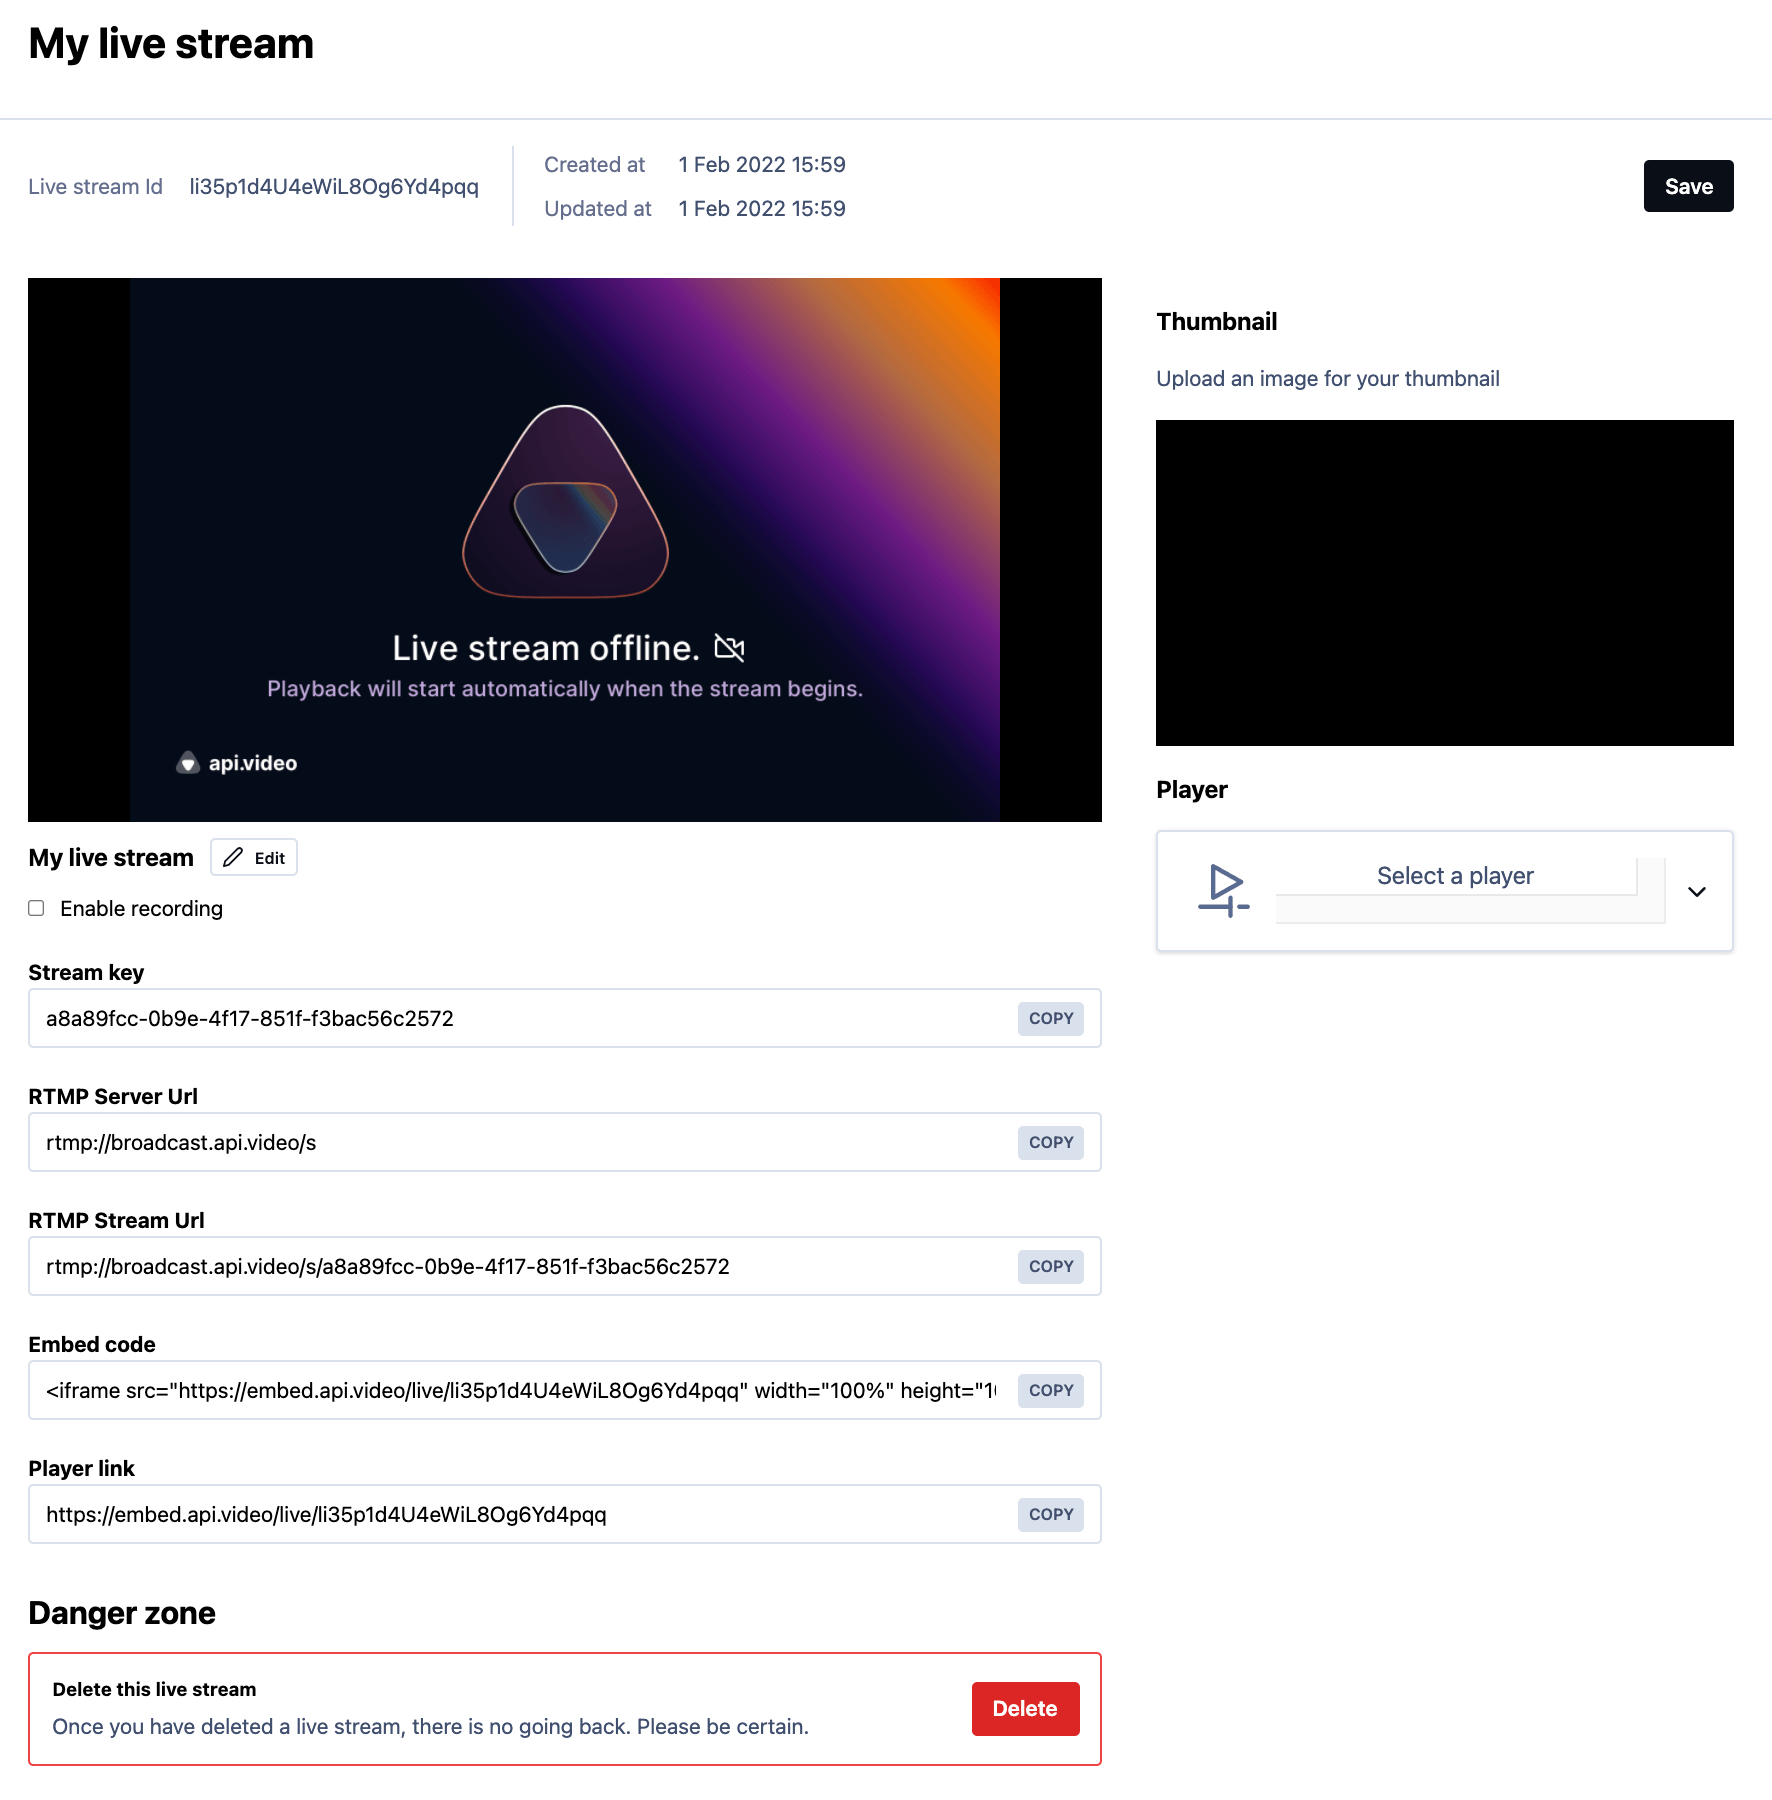 My live stream
Live stream Id li35p1d4U4eWiL8Og6Yd4pqq
Created at 1 Feb 2022 15:59
Updated at 1 Feb 2022 15:59
Save
Live stream offline.
Playback will start automatically when the stream begins.
api.video
Thumbnail
Upload an image for your thumbnail
Player
Select a player
My live stream Edit
Enable recording
Stream key
a8a89fcc-0b9e-4f17-851f-f3bac56c2572 COPY
RTMP Server Url
rtmp://broadcast.api.video/s COPY
RTMP Stream Url
rtmp://broadcast.api.video/s/a8a89fcc-0b9e-4f17-851f-f3bac56c2572 COPY
Embed code
<iframe src="https://embed.api.video/live/li35p1d4U4eWiL8Og6Yd4pqq" width="100%" height="1 COPY
Player link
https://embed.api.video/live/li35p1d4U4eWiL8Og6Yd4pqq COPY
Danger zone
Delete this live stream
Once you have deleted a live stream, there is no going back. Please be certain.
Delete